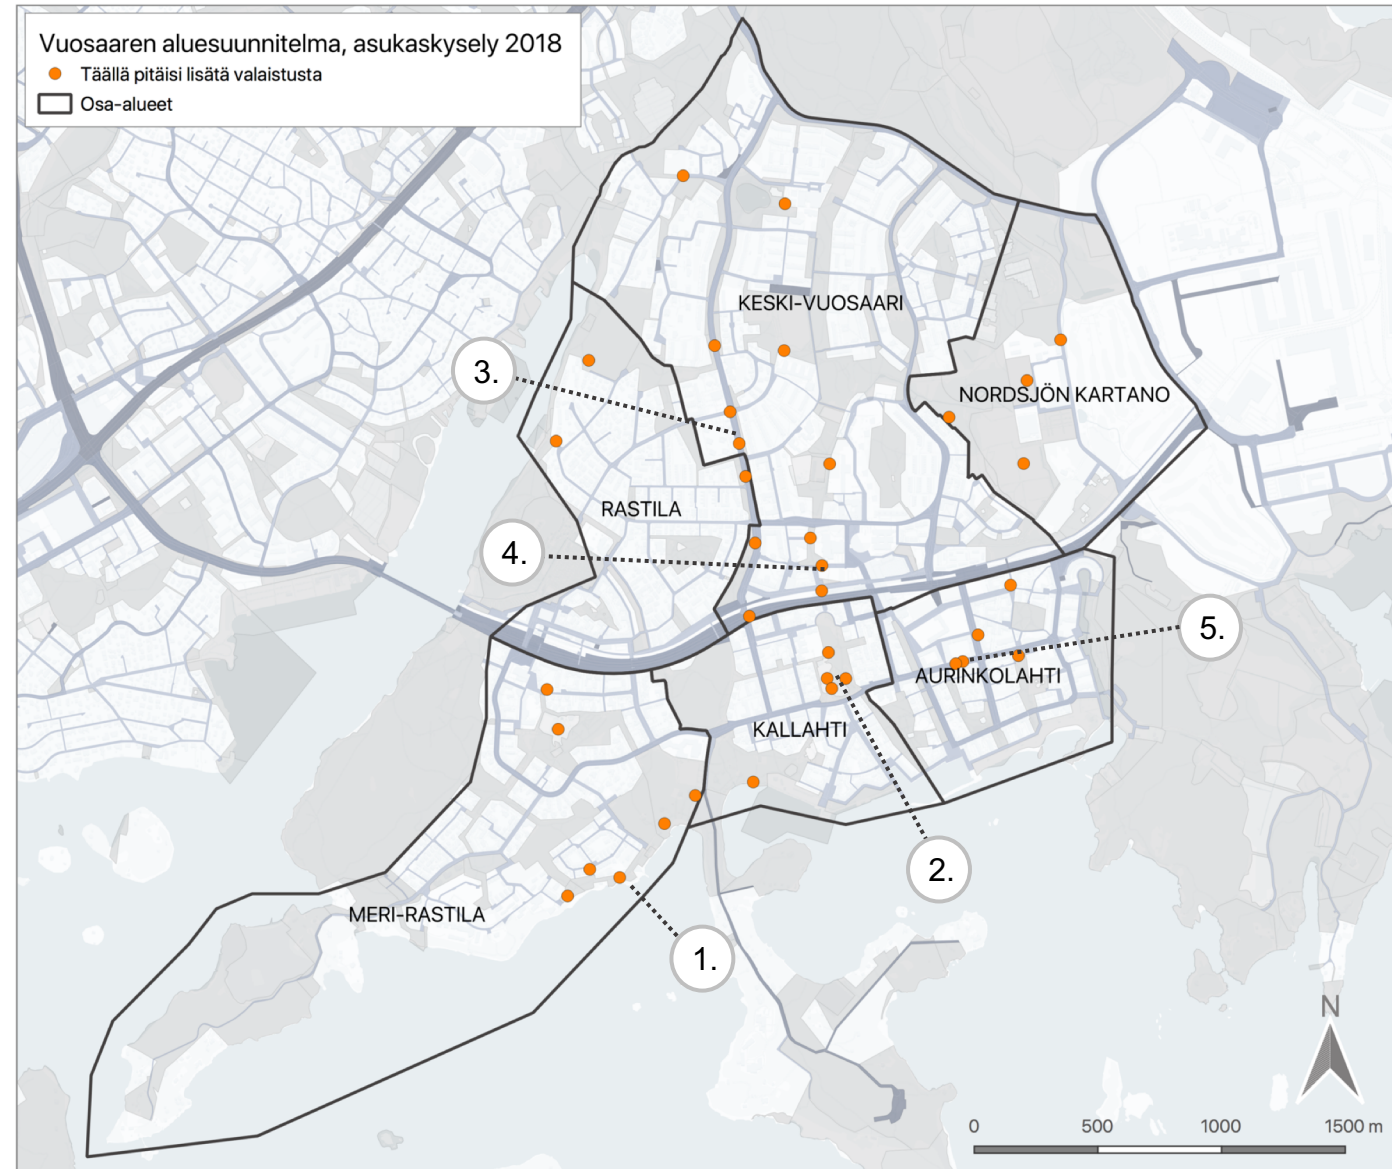 Vuosaaren aluesuunnitelma, asukaskysely 2018
Täällä pitäisi lisätä valaistusta
Osa-alueet
KESKI-VUOSAARI
3.
NORDSJÖN KARTANO
RASTILA
4.
5.
AURINKOLAHTI
KALLAHTI
2.
MERI-RASTILA
1.
N
0 500 1000 1500 m